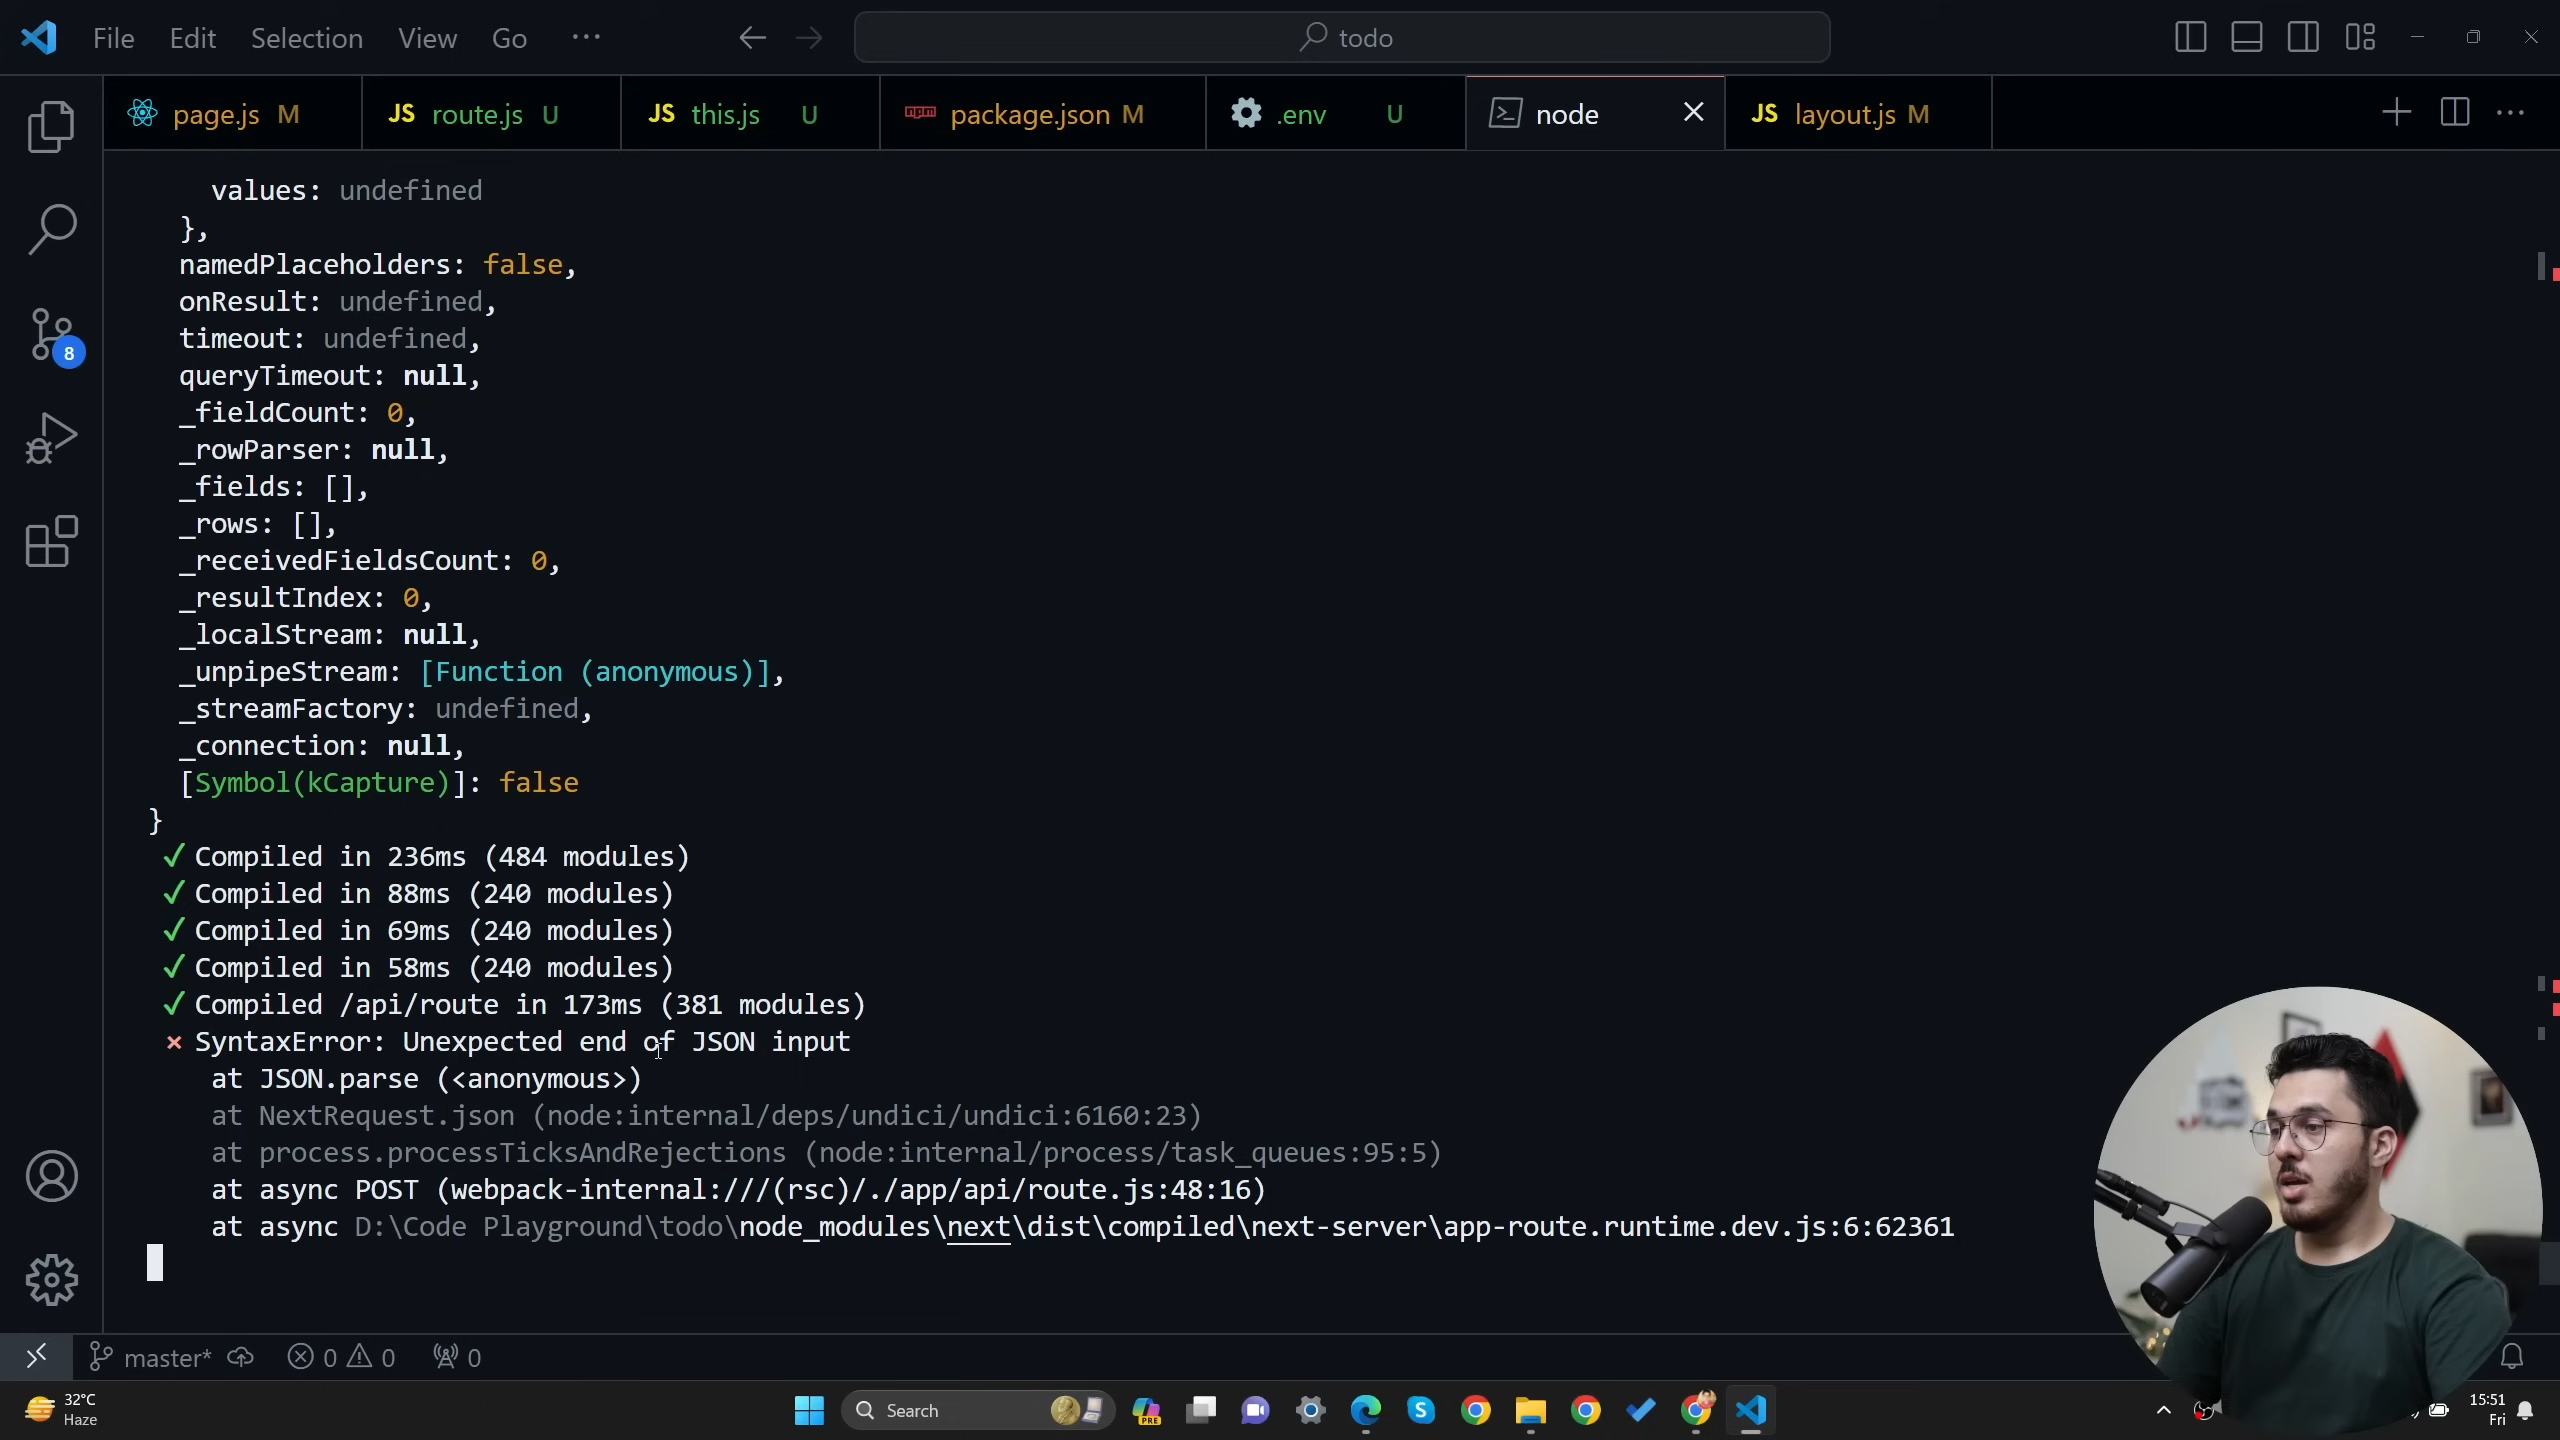 File Edit Selection View Go ··· todo
page.js M JS route.js U JS this.js U package.json M .env U node JS layout.js M
values: undefined
},
namedPlaceholders: false,
onResult: undefined,
timeout: undefined,
queryTimeout: null,
_fieldCount: 0,
_rowParser: null,
_fields: [],
_rows: [],
_receivedFieldsCount: 0,
_resultIndex: 0,
_localStream: null,
_unpipeStream: [Function (anonymous)],
_streamFactory: undefined,
_connection: null,
[Symbol(kCapture)]: false
}
✓ Compiled in 236ms (484 modules)
✓ Compiled in 88ms (240 modules)
✓ Compiled in 69ms (240 modules)
✓ Compiled in 58ms (240 modules)
✓ Compiled /api/route in 173ms (381 modules)
⨯ SyntaxError: Unexpected end of JSON input
at JSON.parse (<anonymous>)
at NextRequest.json (node:internal/deps/undici/undici:6160:23)
at process.processTicksAndRejections (node:internal/process/task_queues:95:5)
at async POST (webpack-internal:///(rsc)/./app/api/route.js:48:16)
at async D:\Code Playground\todo\node_modules\next\dist\compiled\next-server\app-route.runtime.dev.js:6:62361
8
master* 0 0 0
32°C
Haze
Search
PRE
15:51
Fri